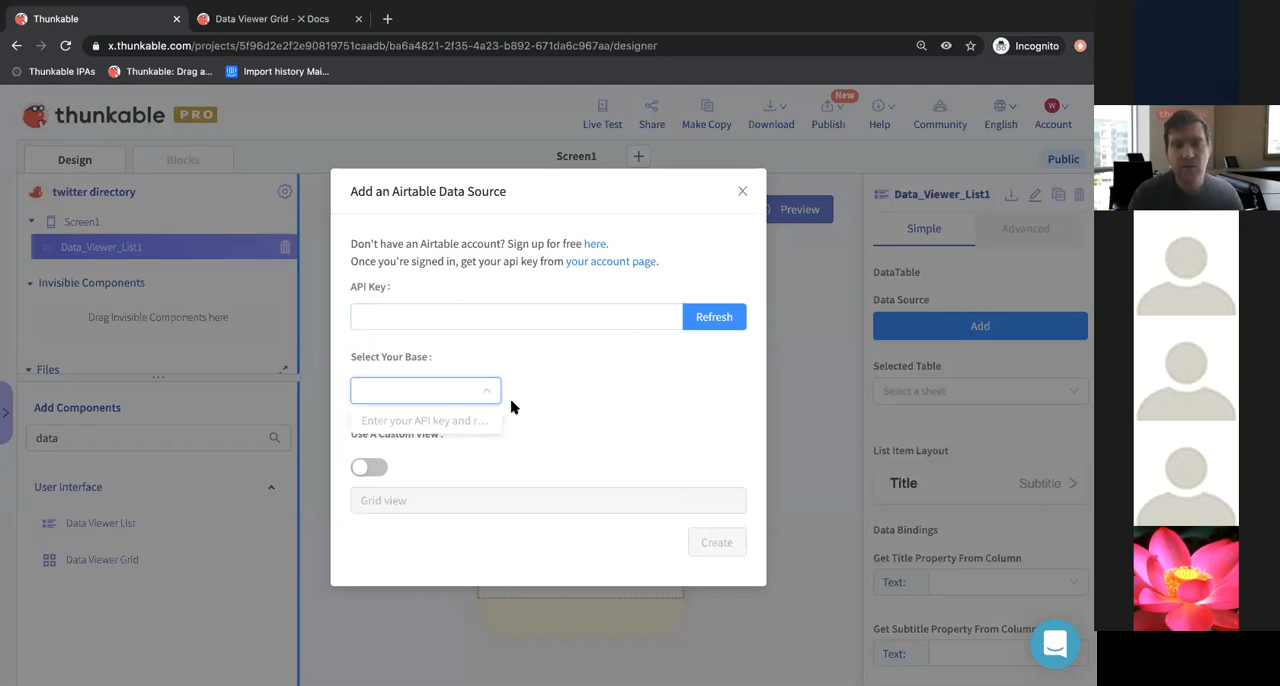 Thunkable
Data Viewer Grid - X Docs
x.thunkable.com/projects/5f96d2e2f2e90819751caadb/ba6a4821-2f35-4a23-b892-671da6c967aa/designer
Incognito
Thunkable IPAs
Thunkable: Drag a...
Import history Mai...
thunkable PRO
New
Live Test
Share
Make Copy
Download
Publish
Help
Community
English
W
Account
Design
Blocks
Screen1
Public
twitter directory
Screen1
Data_Viewer_List1
Invisible Components
Drag Invisible Components here
Files
Add Components
data
User Interface
Data Viewer List
Data Viewer Grid
Preview
Add an Airtable Data Source
Don't have an Airtable account? Sign up for free here.
Once you're signed in, get your api key from your account page.
API Key:
Refresh
Select Your Base:
Enter your API key and r...
Use A Custom View:
Grid view
Create
Data_Viewer_List1
Simple
Advanced
DataTable
Data Source
Add
Selected Table
Select a sheet
List Item Layout
Title
Subtitle
Data Bindings
Get Title Property From Column
Text:
Get Subtitle Property From Column
Text: